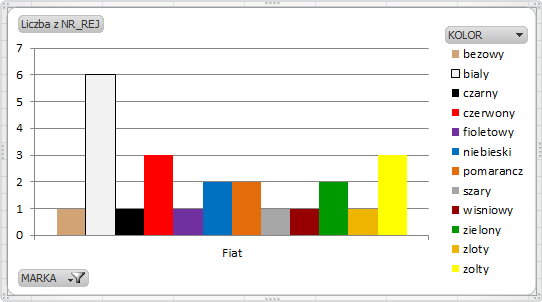 Liczba z NR_REJ
KOLOR
7
6
5
4
3
2
1
0
Fiat
bezowy
bialy
czarny
czerwony
fioletowy
niebieski
pomarancz
szary
wisniowy
zielony
zloty
zolty
MARKA